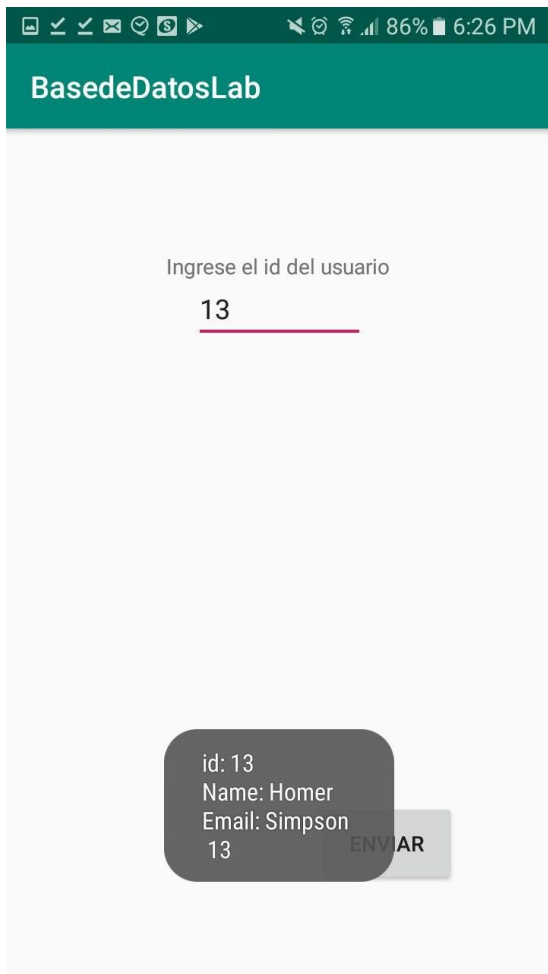 86% 6:26 PM
BasedeDatosLab
Ingrese el id del usuario
13
id: 13
Name: Homer
Email: Simpson
13
ENVIAR